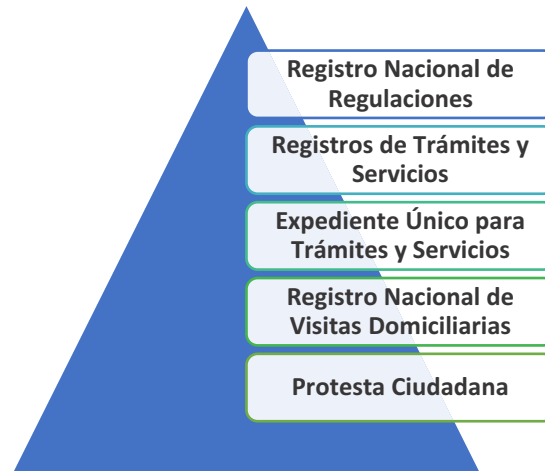 Registro Nacional de
Regulaciones
Registros de Trámites y
Servicios
Expediente Único para
Trámites y Servicios
Registro Nacional de
Visitas Domiciliarias
Protesta Ciudadana